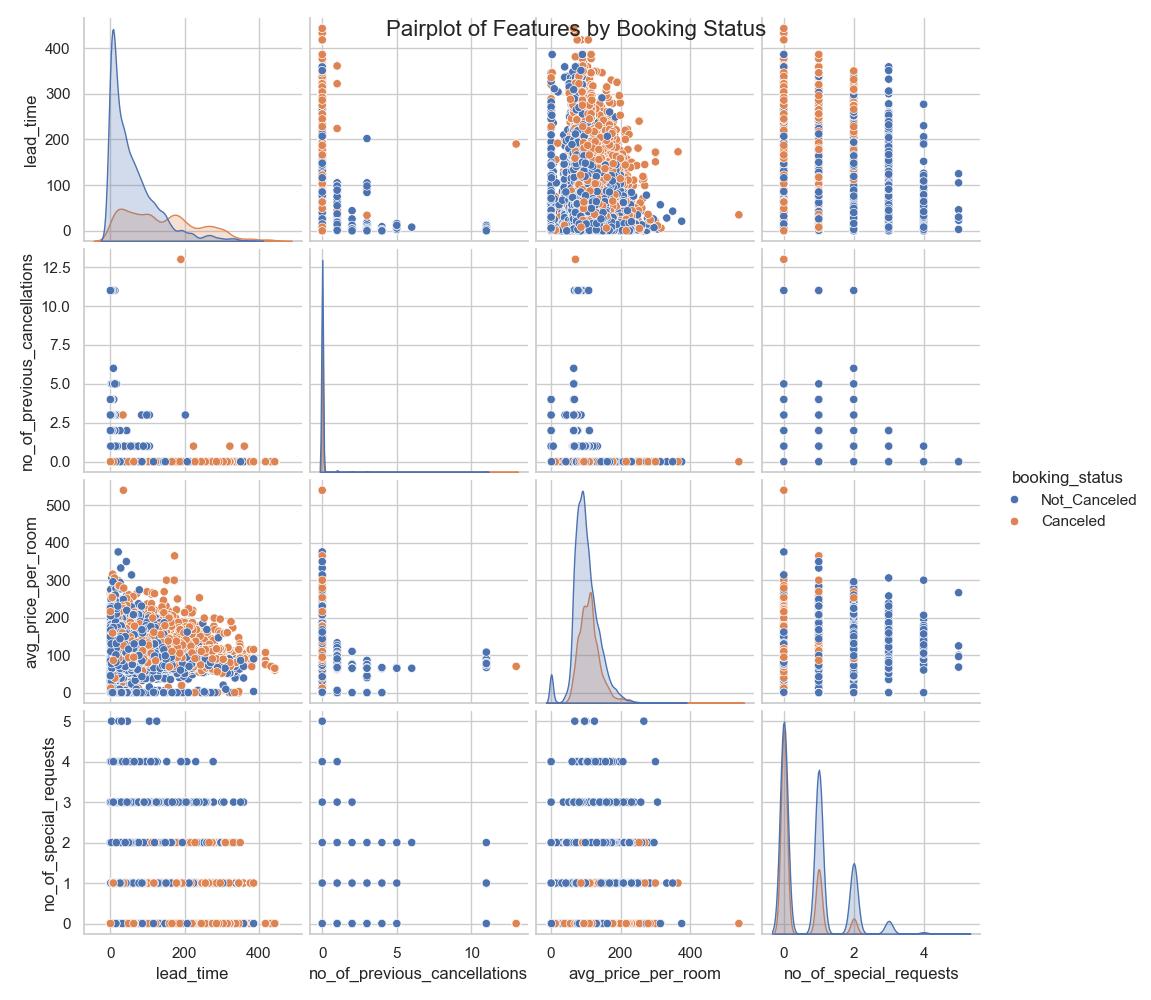 Pairplot of Features by Booking Status
lead_time
400
300
200
100
0
no_of_previous_cancellations
12.5
10.0
7.5
5.0
2.5
0.0
avg_price_per_room
500
400
300
200
100
0
no_of_special_requests
5
4
3
2
1
0
0 200 400
0 5 10
0 200 400
0 2 4
lead_time
no_of_previous_cancellations
avg_price_per_room
no_of_special_requests
booking_status
Not_Canceled
Canceled